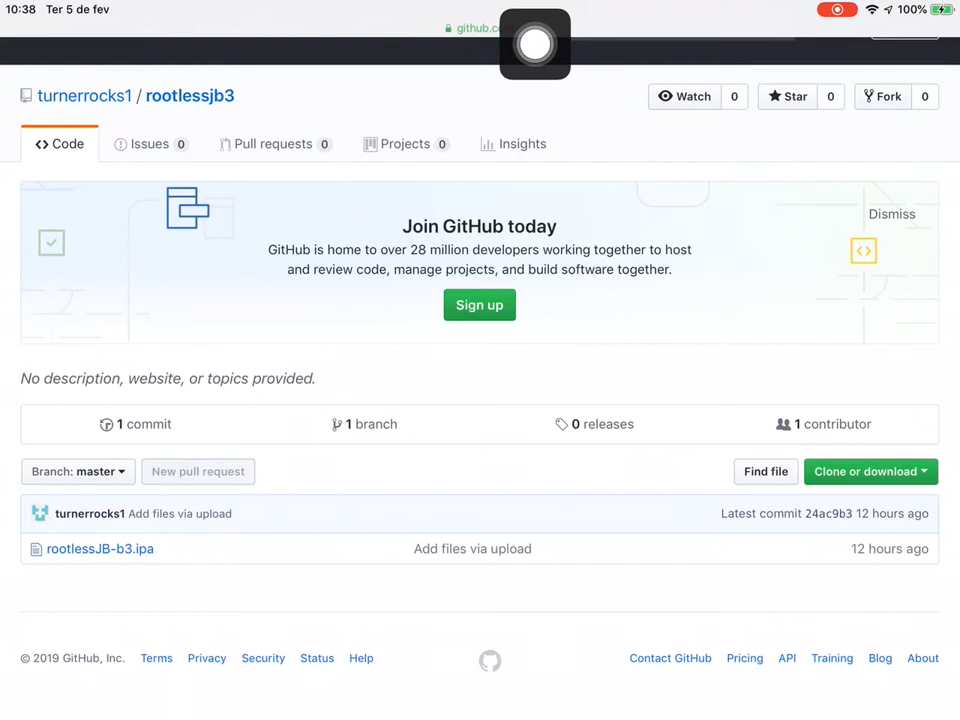 10:38 Ter 5 de fev 100%
github.c
turnerrocks1 / rootlessjb3 Watch 0 Star 0 Fork 0
Code Issues 0 Pull requests 0 Projects 0 Insights
Dismiss
Join GitHub today
GitHub is home to over 28 million developers working together to host
and review code, manage projects, and build software together.
Sign up
No description, website, or topics provided.
1 commit 1 branch 0 releases 1 contributor
Branch: master New pull request Find file Clone or download
turnerrocks1 Add files via upload Latest commit 24ac9b3 12 hours ago
rootlessJB-b3.ipa Add files via upload 12 hours ago
© 2019 GitHub, Inc. Terms Privacy Security Status Help Contact GitHub Pricing API Training Blog About